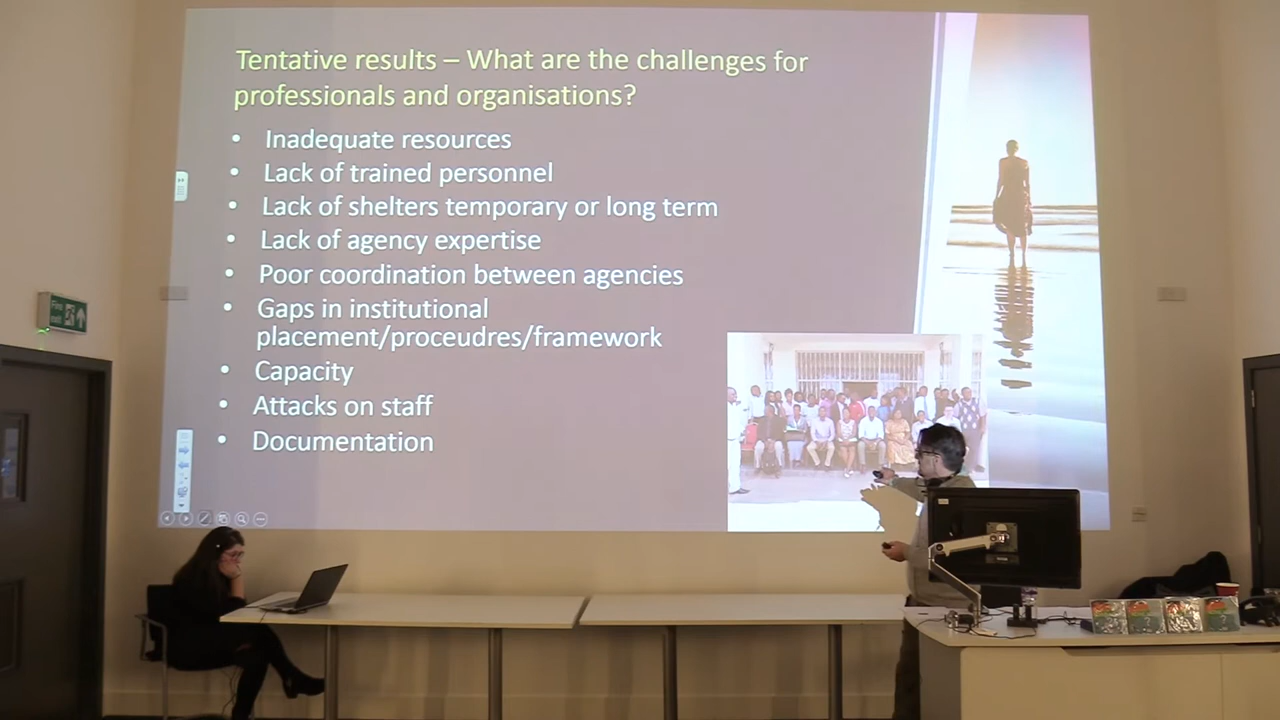 Tentative results – What are the challenges for
professionals and organisations?
• Inadequate resources
• Lack of trained personnel
• Lack of shelters temporary or long term
• Lack of agency expertise
• Poor coordination between agencies
• Gaps in institutional
placement/proceudres/framework
• Capacity
• Attacks on staff
• Documentation